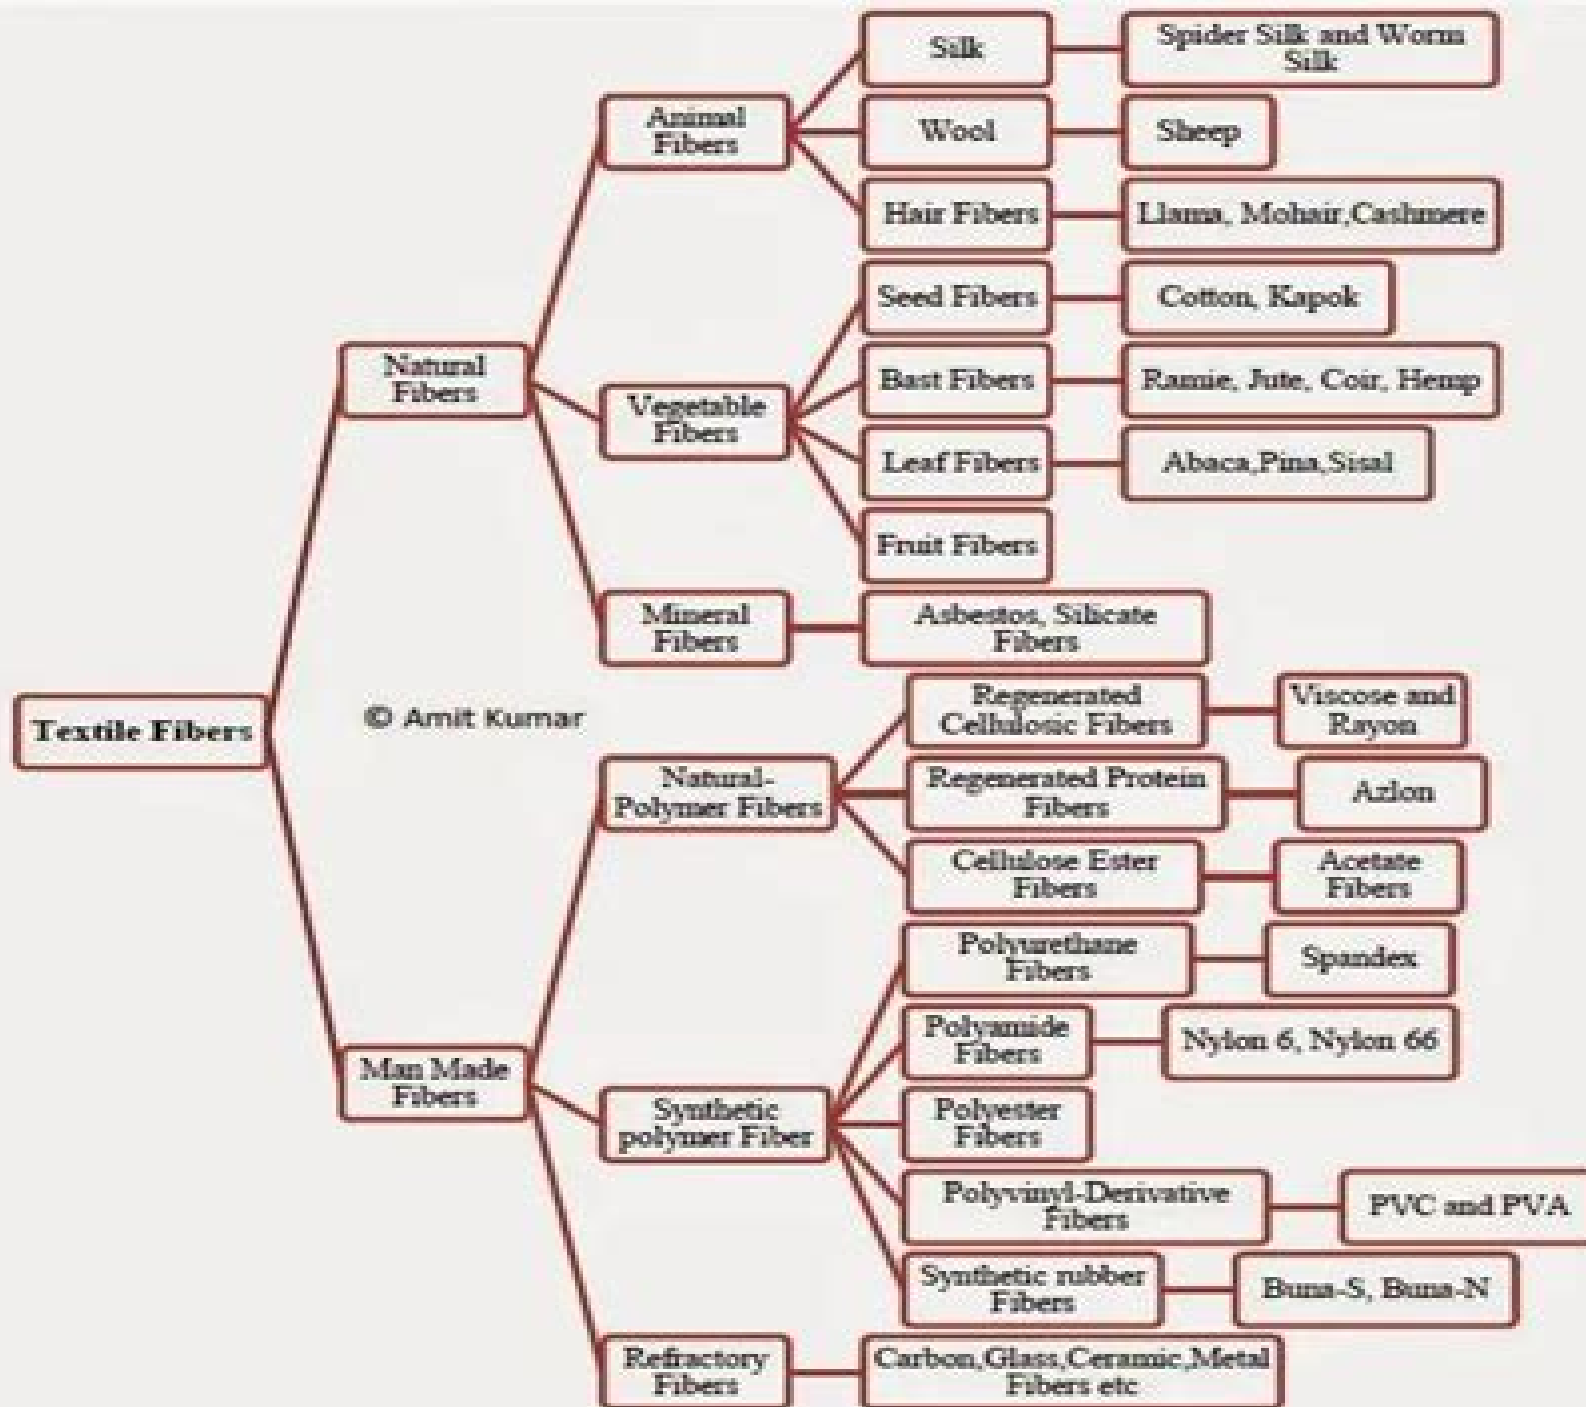 Silk
Spider Silk and Worm
Silk
Animal
Fibers
Wool
Sheep
Hair Fibers
Llama, Mohair,Cashmere
Seed Fibers
Cotton, Kapok
Natural
Fibers
Bast Fibers
Ramie, Jute, Coir, Hemp
Vegetable
Fibers
Leaf Fibers
Abaca,Pina,Sisal
Fruit Fibers
Mineral
Fibers
Asbestos, Silicate
Fibers
Textile Fibers
© Amit Kumar
Regenerated
Cellulosic Fibers
Viscose and
Rayon
Natural-
Polymer Fibers
Regenerated Protein
Fibers
Azlon
Cellulose Ester
Fibers
Acetate
Fibers
Polyurethane
Fibers
Spandex
Man Made
Fibers
Polyamide
Fibers
Nylon 6, Nylon 66
Synthetic
polymer Fiber
Polyester
Fibers
Polyvinyl-Derivative
Fibers
PVC and PVA
Synthetic rubber
Fibers
Buna-S, Buna-N
Refractory
Fibers
Carbon,Glass,Ceramic,Metal
Fibers etc